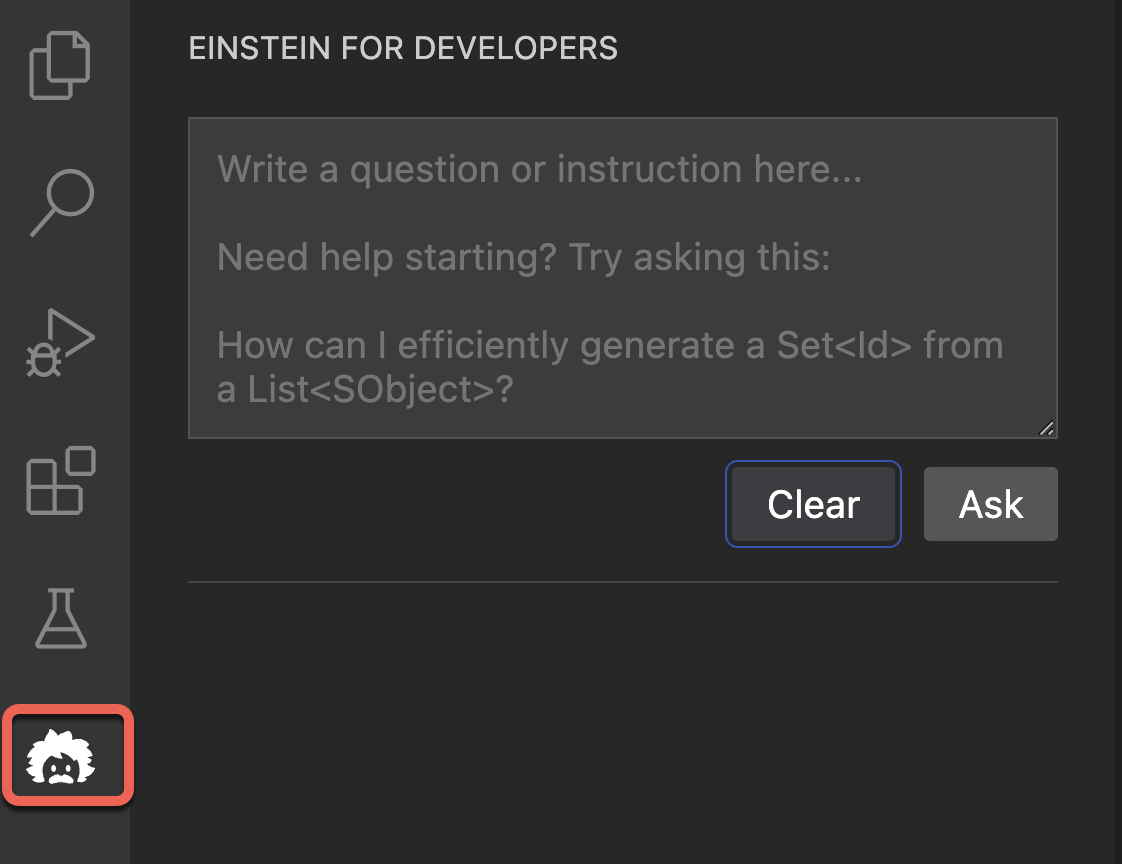 EINSTEIN FOR DEVELOPERS
Write a question or instruction here...
Need help starting? Try asking this:
How can I efficiently generate a Set<Id> from
a List<SObject>?
Clear
Ask